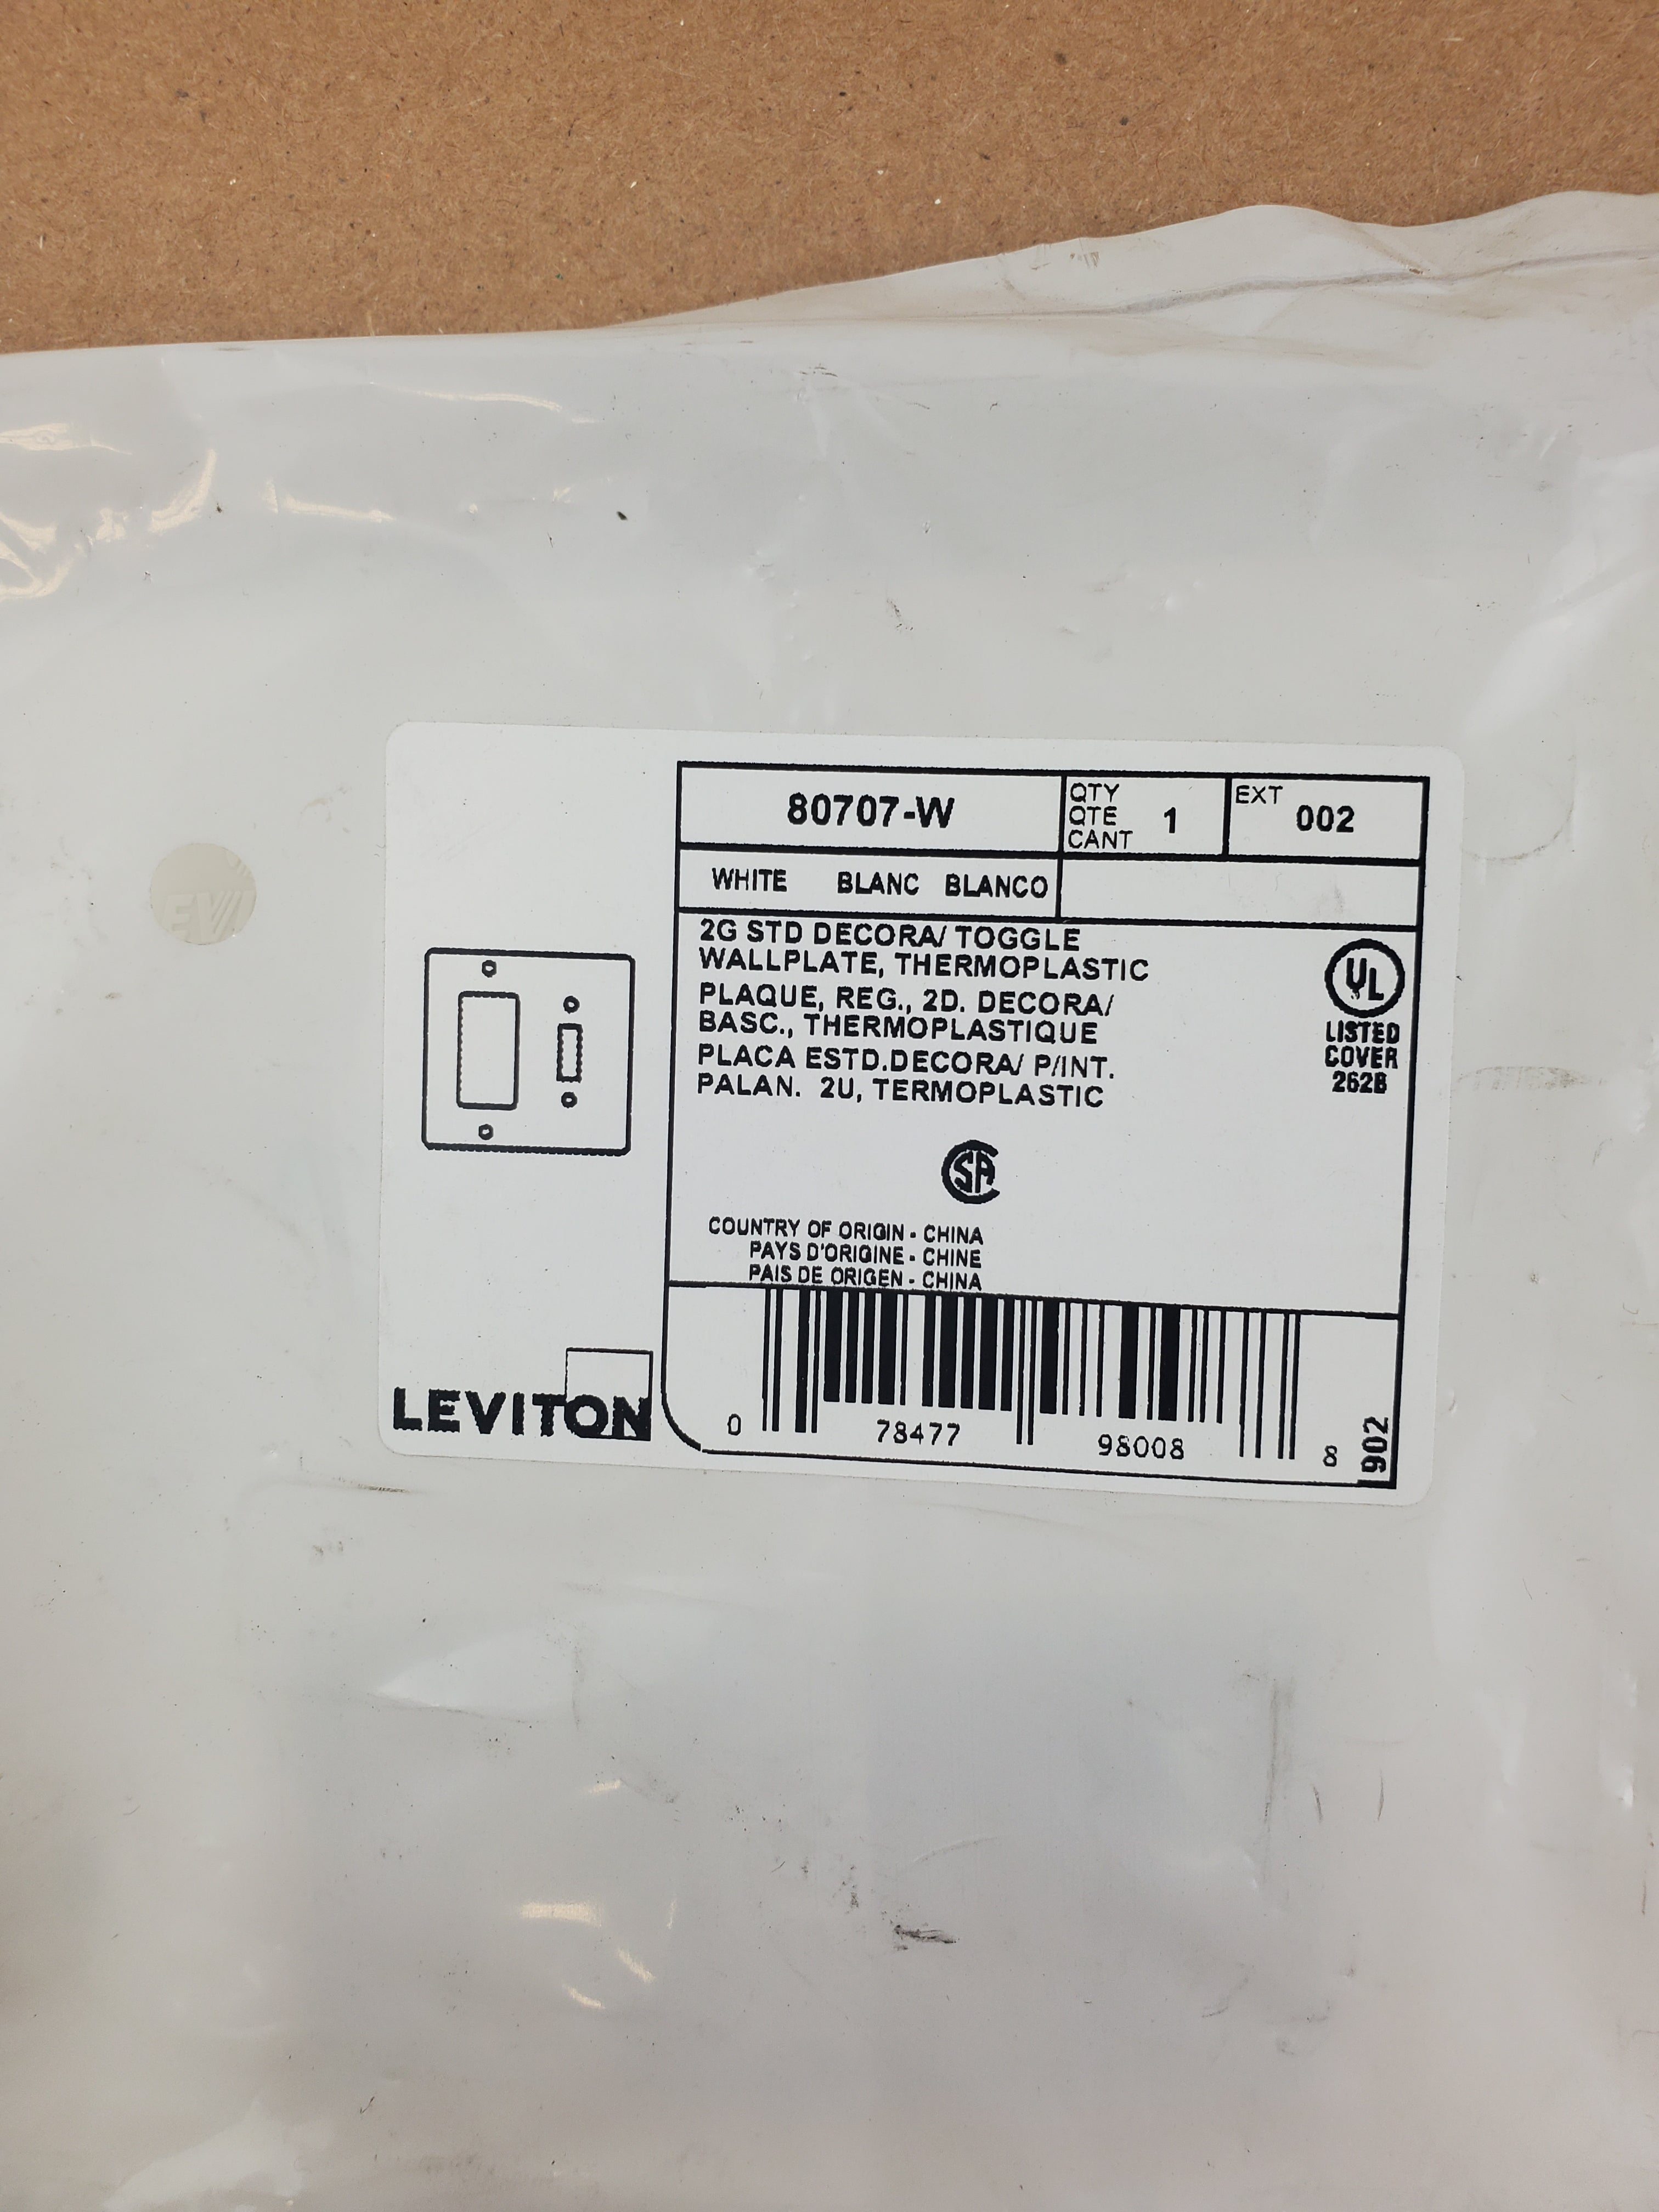 80707-W
QTY
QTE
CANT
1
EXT
002
WHITE BLANC BLANCO
2G STD DECORA/ TOGGLE
WALLPLATE, THERMOPLASTIC
PLAQUE, REG., 2D. DECORA/
BASC., THERMOPLASTIQUE
PLACA ESTD.DECORA/ P/INT.
PALAN. 2U, TERMOPLASTIC
UL
LISTED
COVER
262B
CSA
COUNTRY OF ORIGIN - CHINA
PAYS D'ORIGINE - CHINE
PAIS DE ORIGEN - CHINA
LEVITON
0 78477 98008 8
902
EVI